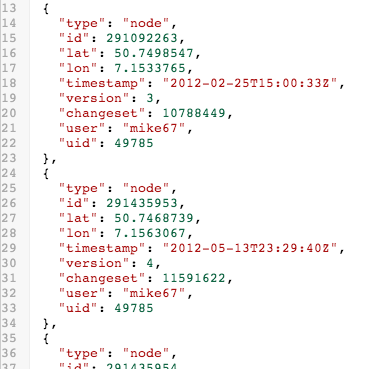 13 {
14 "type": "node",
15 "id": 291092263,
16 "lat": 50.7498547,
17 "lon": 7.1533765,
18 "timestamp": "2012-02-25T15:00:33Z",
19 "version": 3,
20 "changeset": 10788449,
21 "user": "mike67",
22 "uid": 49785
23 },
24 {
25 "type": "node",
26 "id": 291435953,
27 "lat": 50.7468739,
28 "lon": 7.1563067,
29 "timestamp": "2012-05-13T23:29:40Z",
30 "version": 4,
31 "changeset": 11591622,
32 "user": "mike67",
33 "uid": 49785
34 },
35 {
36 "type": "node",
37 "id": 291435954